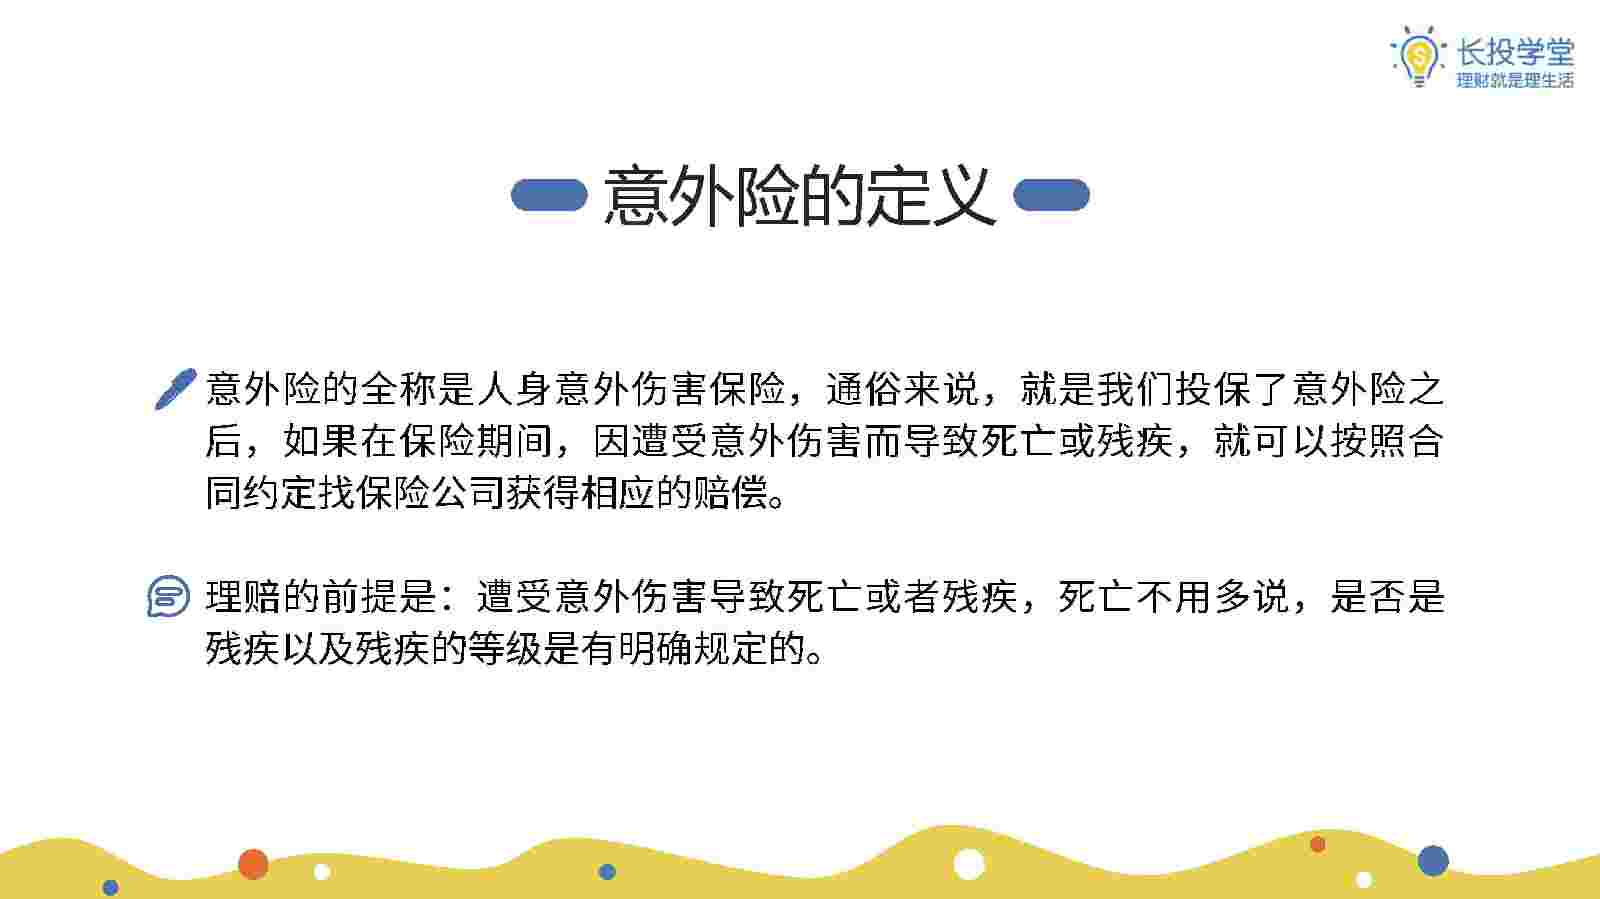 长投学堂
理财就是理生活
意外险的定义
意外险的全称是人身意外伤害保险，通俗来说，就是我们投保了意外险之
后，如果在保险期间，因遭受意外伤害而导致死亡或残疾，就可以按照合
同约定找保险公司获得相应的赔偿。
理赔的前提是：遭受意外伤害导致死亡或者残疾，死亡不用多说，是否是
残疾以及残疾的等级是有明确规定的。